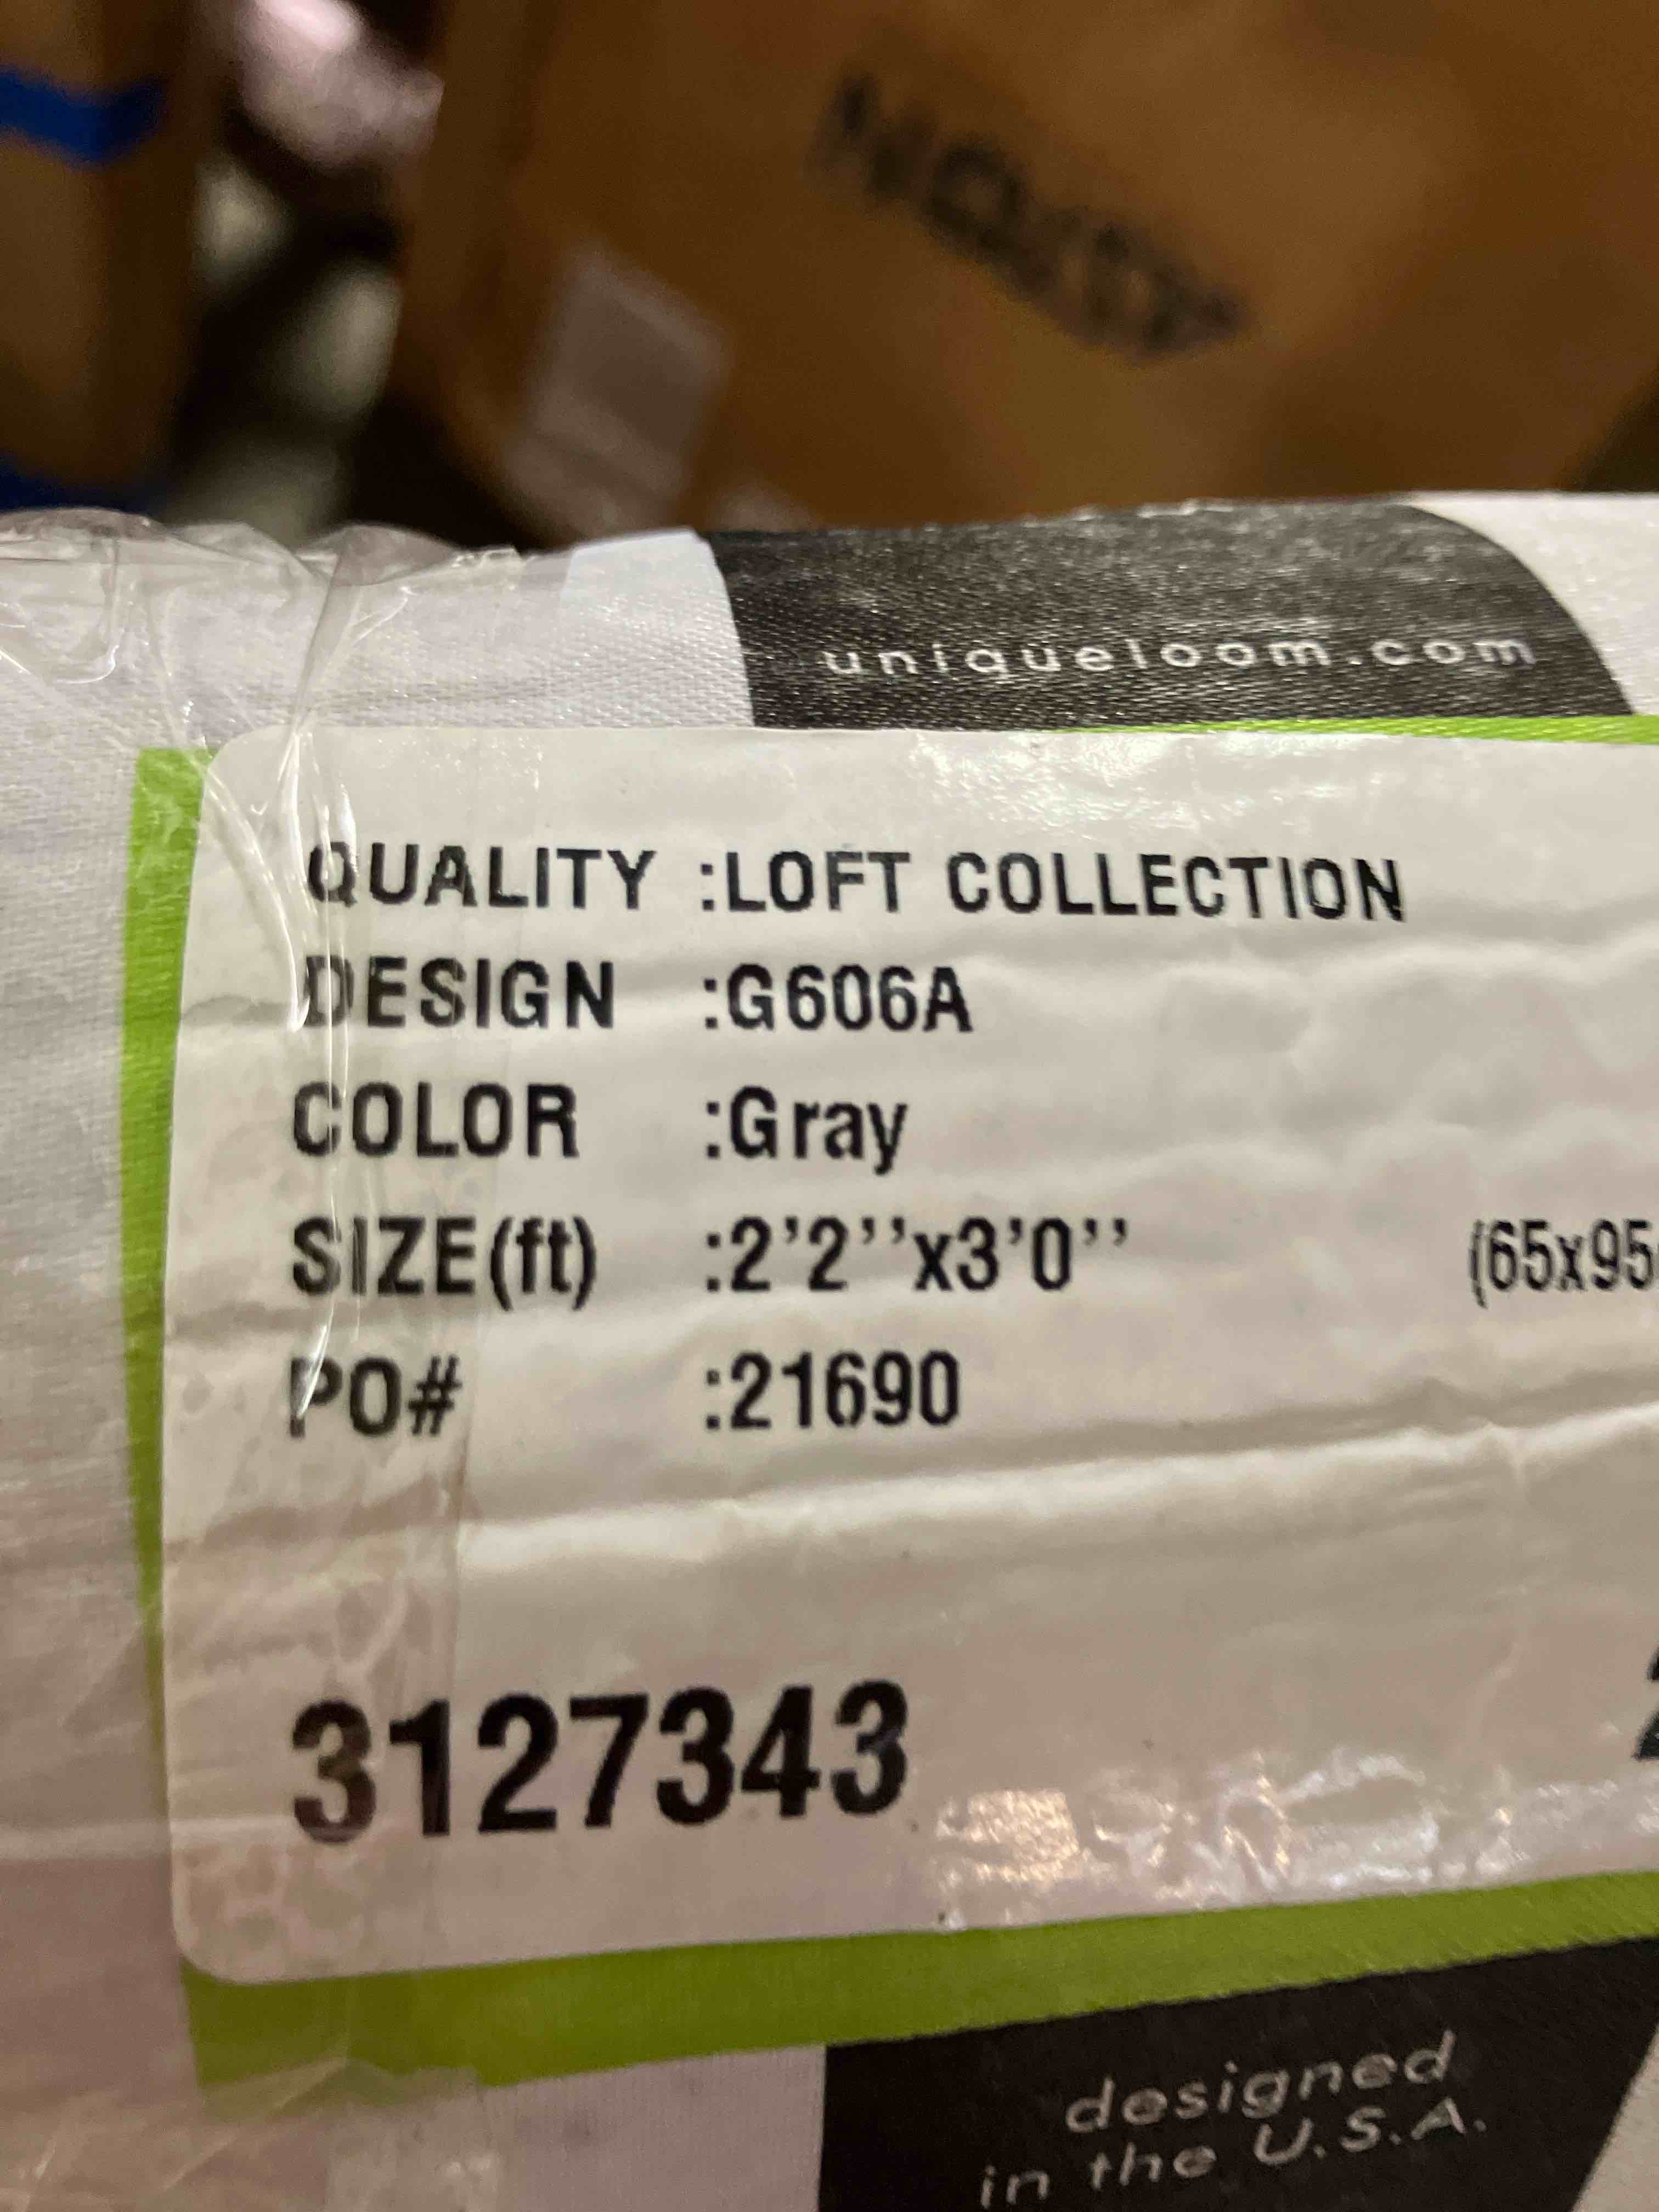 uniqueloom.com
QUALITY :LOFT COLLECTION
DESIGN :G606A
COLOR :Gray
SIZE(ft) :2'2''x3'0'' (65x95
PO# :21690
3127343
designed
in the U.S.A.